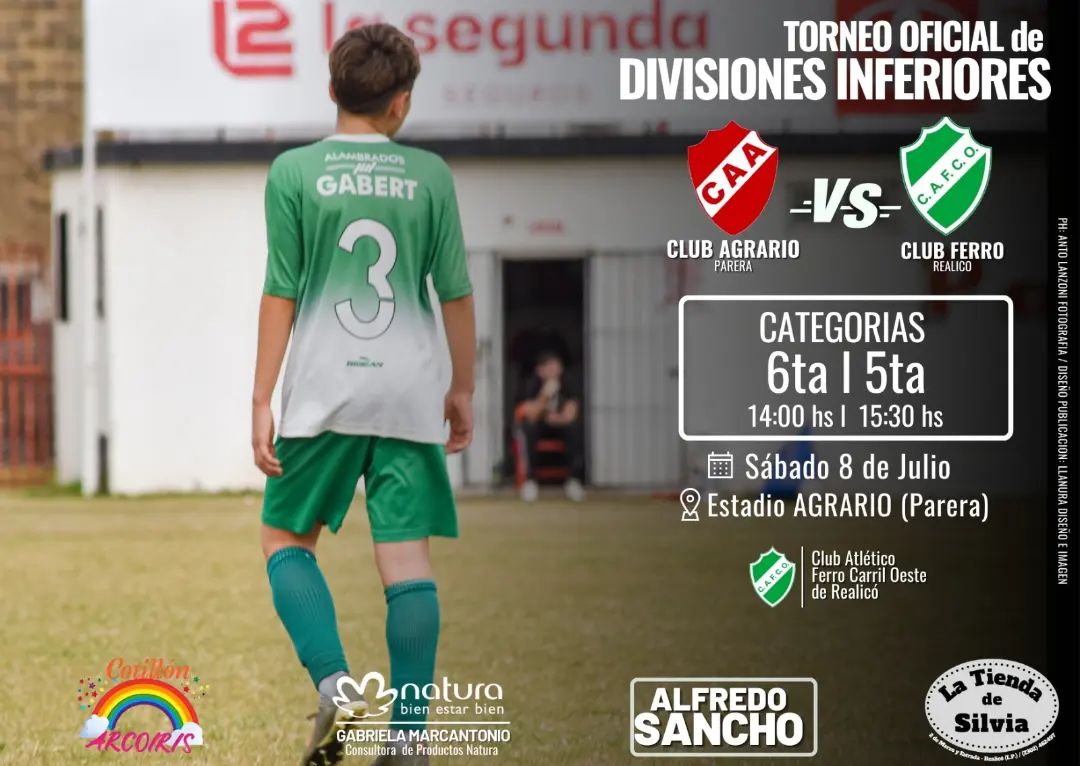 la segunda
SEGUROS
TORNEO OFICIAL de
DIVISIONES INFERIORES
ALAMBRADOS
GABERT
3
CAA
CLUB AGRARIO
PARERA
-VS-
C.A.F.C.O.
CLUB FERRO
REALICO
CATEGORIAS
6ta I 5ta
14:00 hs I 15:30 hs
Sábado 8 de Julio
Estadio AGRARIO (Parera)
C.A.F.C.O.
Club Atlético
Ferro Carril Oeste
de Realicó
PH: ANTO LANZONI FOTOGRAFIA / DISEÑO PUBLICACION: LLANURA DISEÑO E IMAGEN
Cotillón
ARCOIRIS
natura
bien estar bien
GABRIELA MARCANTONIO
Consultora de Productos Natura
ALFREDO
SANCHO
La Tienda
de
Silvia